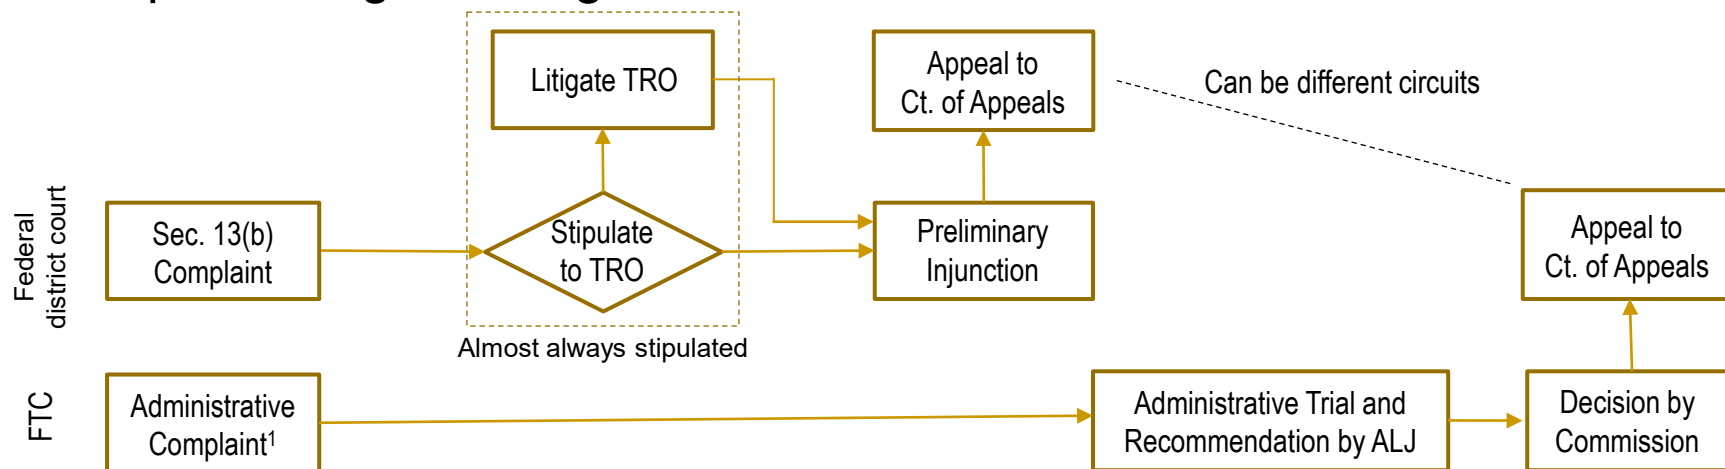 Litigate TRO
Appeal to
Ct. of Appeals
Can be different circuits
Federal
district court
Sec. 13(b)
Complaint
Stipulate
to TRO
Preliminary
Injunction
Appeal to
Ct. of Appeals
Almost always stipulated
FTC
Administrative
Complaint¹
Administrative Trial and
Recommendation by ALJ
Decision by
Commission